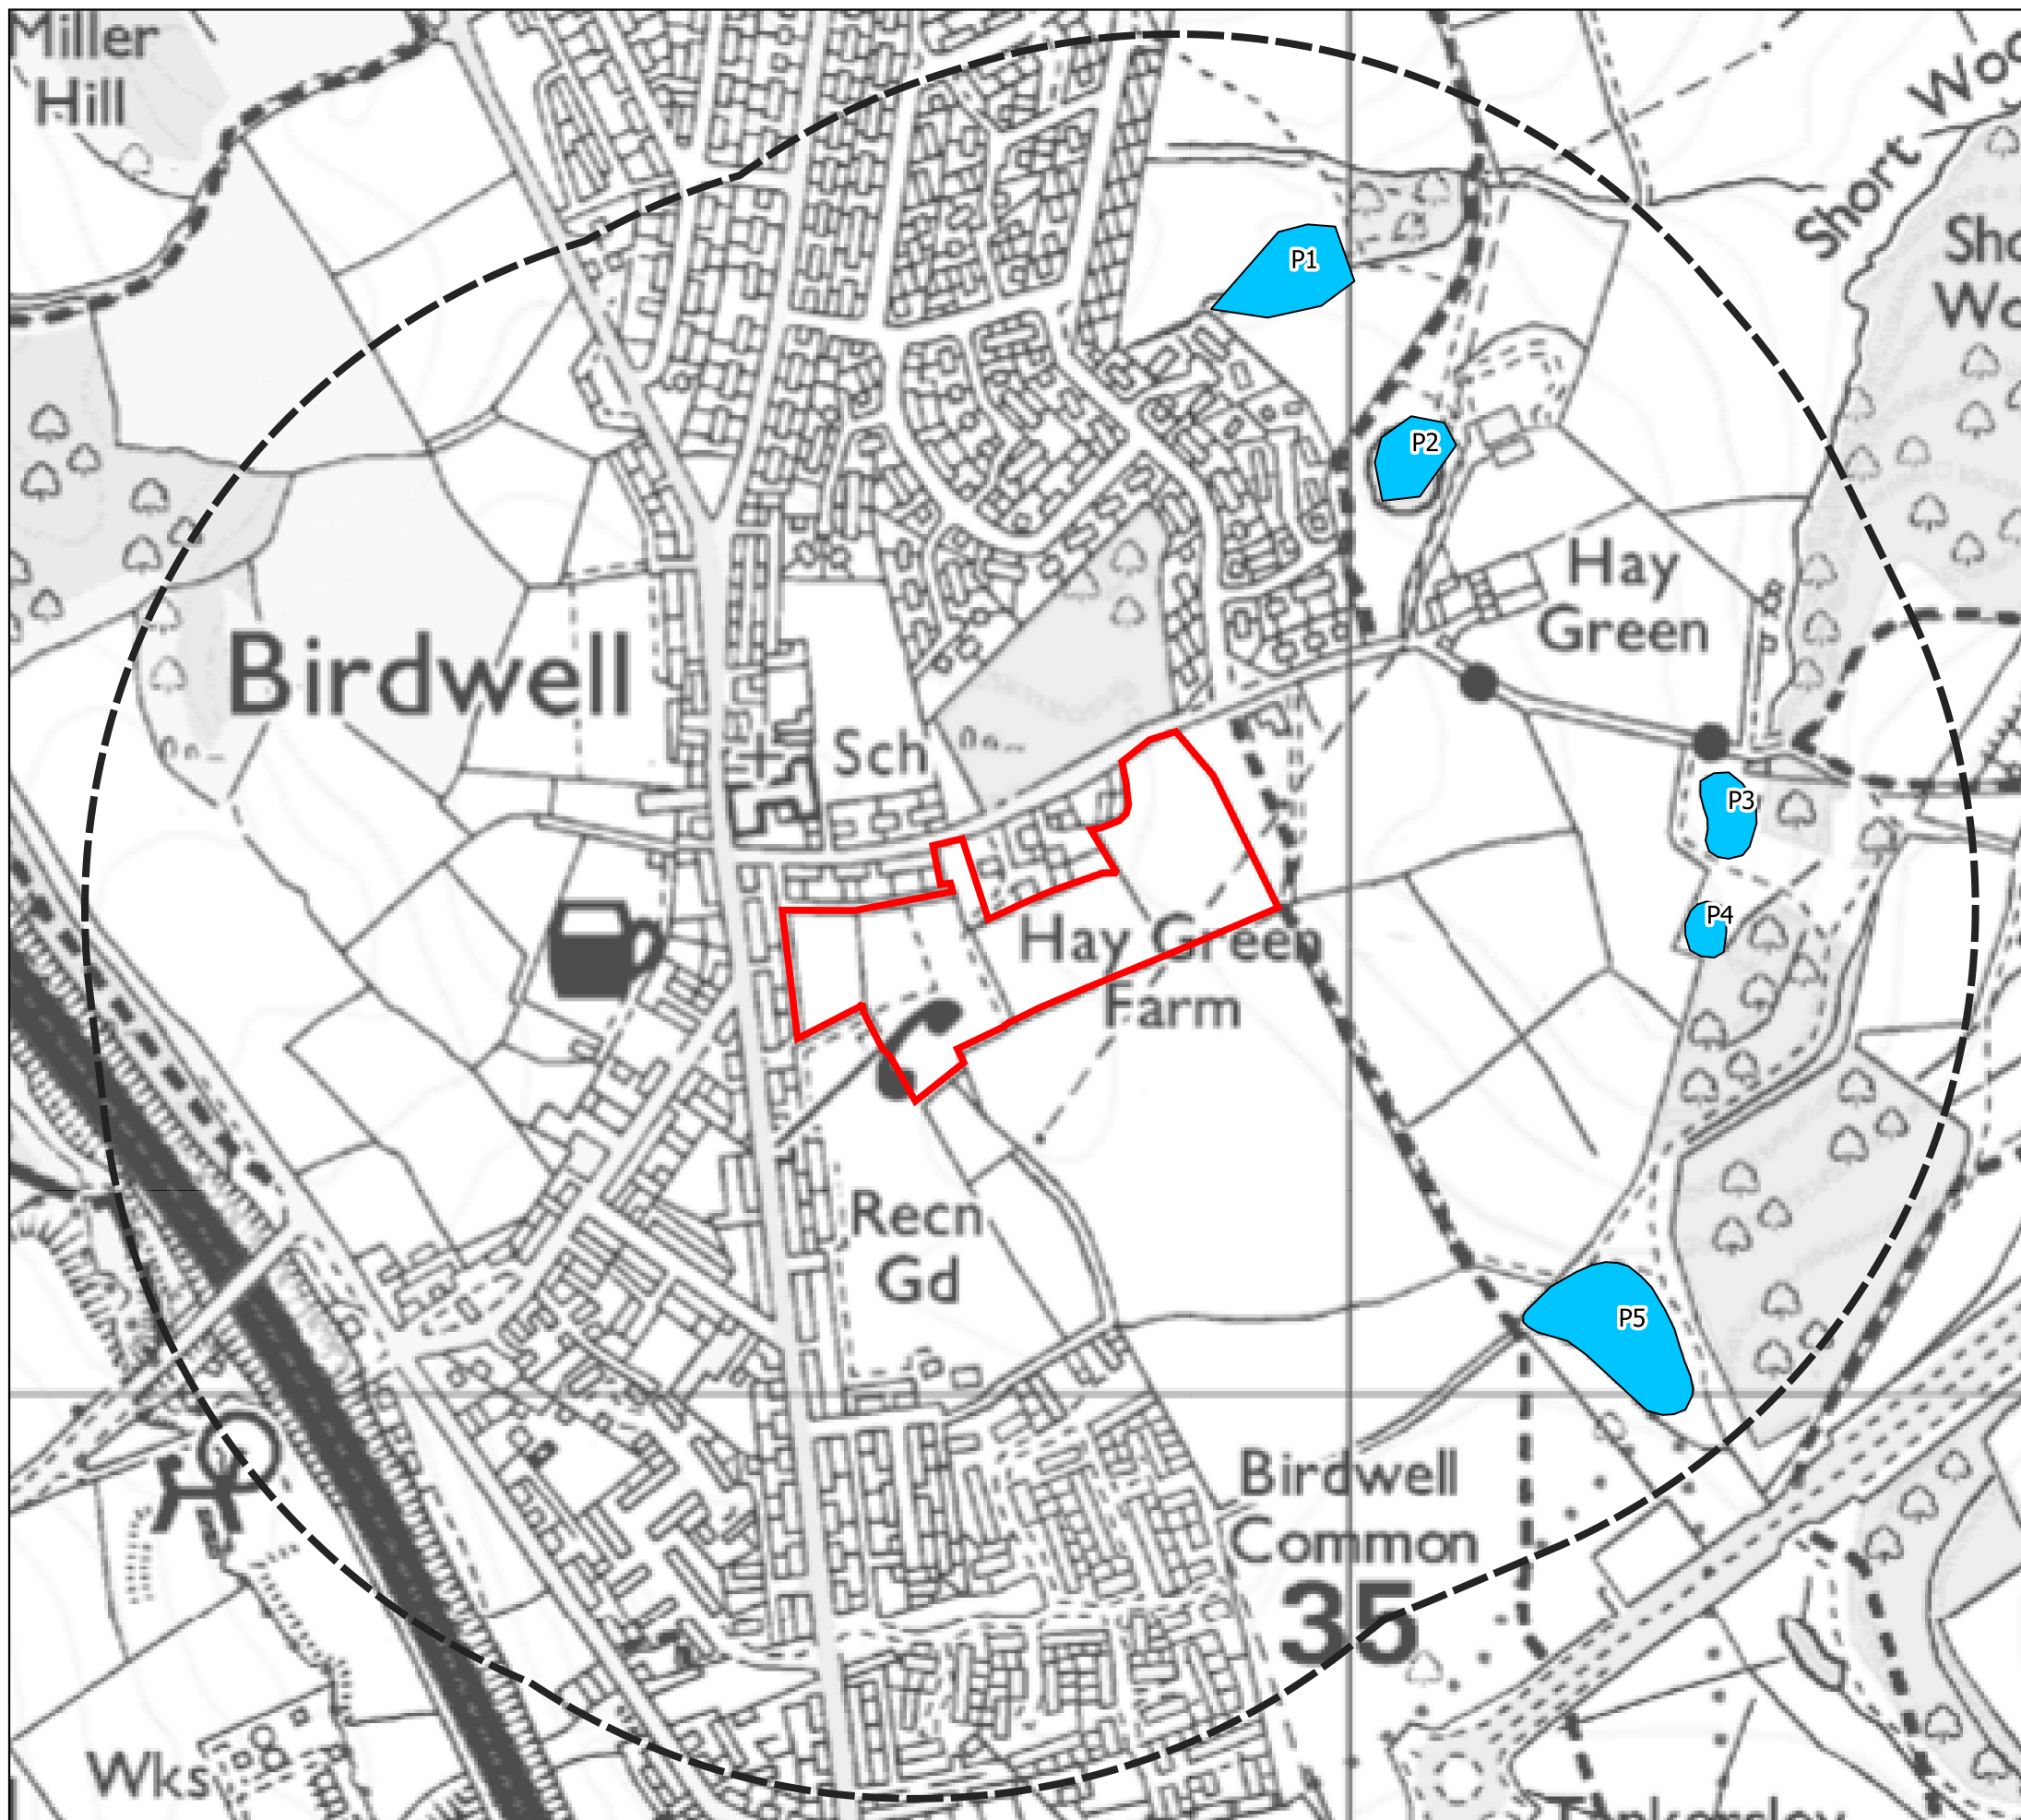 Miller
Hill
Short Woo
Sho
Wo
P1
P2
Hay
Green
Birdwell
Sch
P3
P4
Hay Green
Farm
Recn
Gd
P5
Birdwell
Common
35
Wks
Tankersley